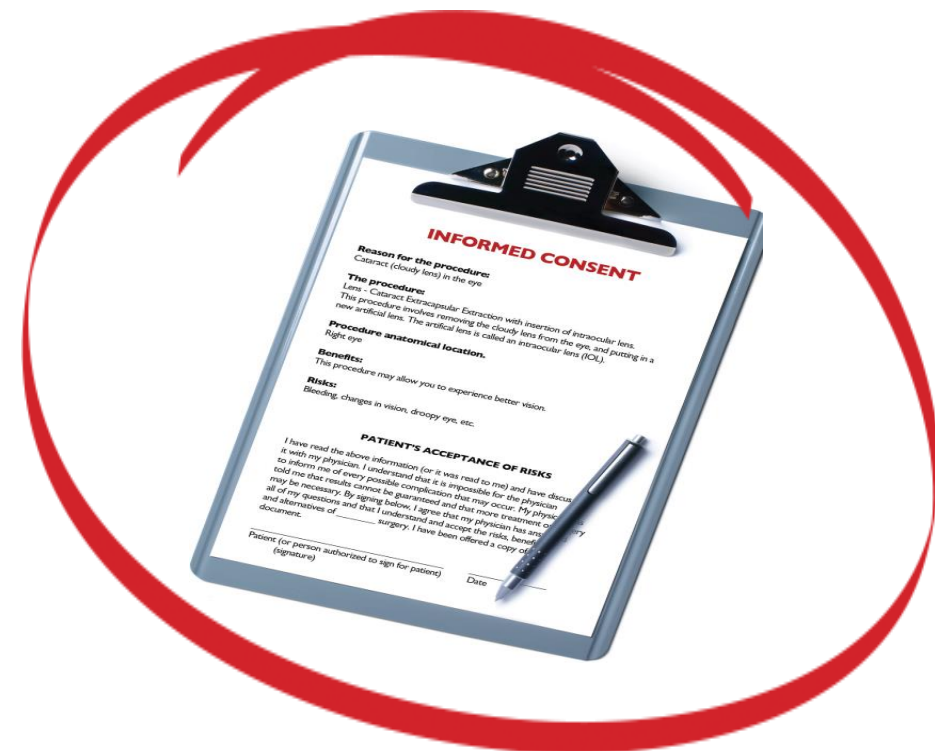 INFORMED CONSENT
Reason for the procedure:
Cataract (cloudy lens) in the eye
The procedure:
Lens - Cataract Extracapsular Extraction with insertion of intraocular lens.
This procedure involves removing the cloudy lens from the eye, and putting in a
new artificial lens. The artifical lens is called an intraocular lens (IOL).
Procedure anatomical location.
Right eye
Benefits:
This procedure may allow you to experience better vision.
Risks:
Bleeding, changes in vision, droopy eye, etc.
PATIENT'S ACCEPTANCE OF RISKS
I have read the above information (or it was read to me) and have discus
it with my physician. I understand that it is impossible for the physician
to inform me of every possible complication that may occur. My physic
told me that results cannot be guaranteed and that more treatment o gery
may be necessary. By signing below, I agree that my physician has ans ery
all of my questions and that I understand and accept the risks, benef
and alternatives of ________ surgery. I have been offered a copy of
document.
Patient (or person authorized to sign for patient)
(signature)
Date